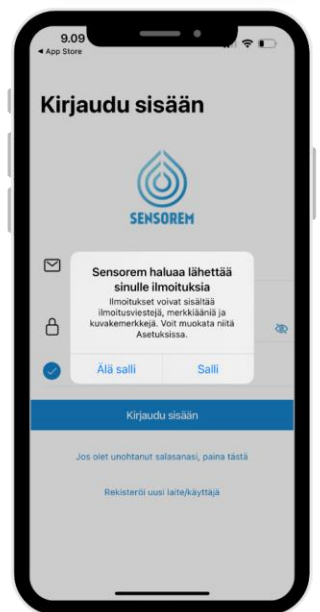 9.09
◀ App Store
Kirjaudu sisään
SENSOREM
Sensorem haluaa lähettää
sinulle ilmoituksia
Ilmoitukset voivat sisältää
ilmoitusviestejä, merkkiääniä ja
kuvakemerkkejä. Voit muokata niitä
Asetuksissa.
Älä salli
Salli
Kirjaudu sisään
Jos olet unohtanut salasanasi, paina tästä
Rekisteröi uusi laite/käyttäjä